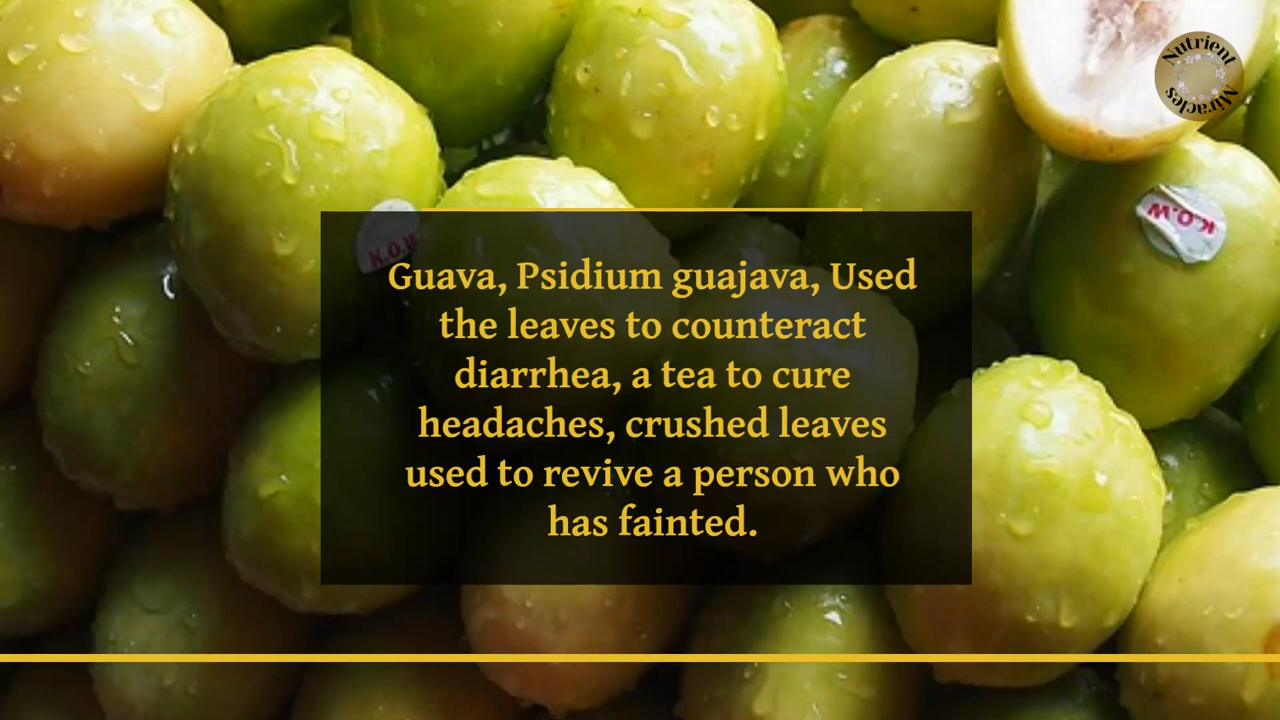 Nutrient
Miracles
K.O.W
K.O.W
Guava, Psidium guajava, Used
the leaves to counteract
diarrhea, a tea to cure
headaches, crushed leaves
used to revive a person who
has fainted.